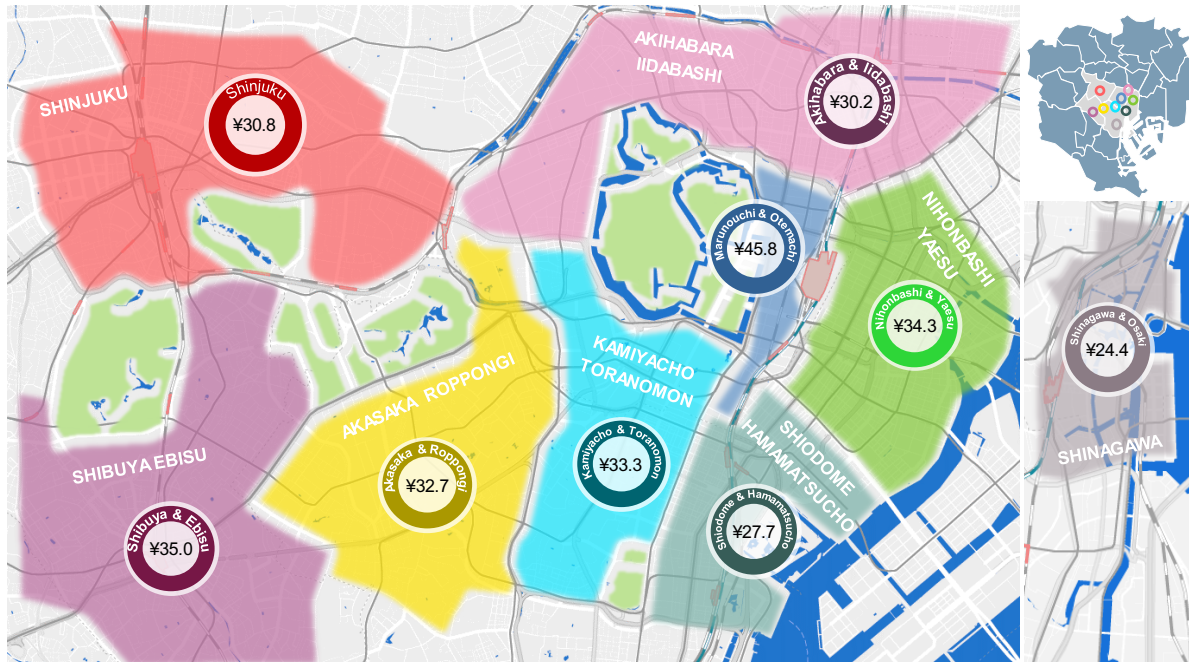 SHINJUKU
Shinjuku
¥30.8
AKIHABARA
IIDABASHI
Akihabara & Iidabashi
¥30.2
Marunouchi & Otemachi
¥45.8
NIHONBASHI
YAESU
Nihonbashi & Yaesu
¥34.3
Shinagawa & Osaki
¥24.4
SHINAGAWA
KAMIYACHO
TORANOMON
Kamiyacho & Toranomon
¥33.3
AKASAKA ROPPONGI
Akasaka & Roppongi
¥32.7
SHIBUYA EBISU
Shibuya & Ebisu
¥35.0
SHIODOME
HAMAMATSUCHO
Shiodome & Hamamatsucho
¥27.7